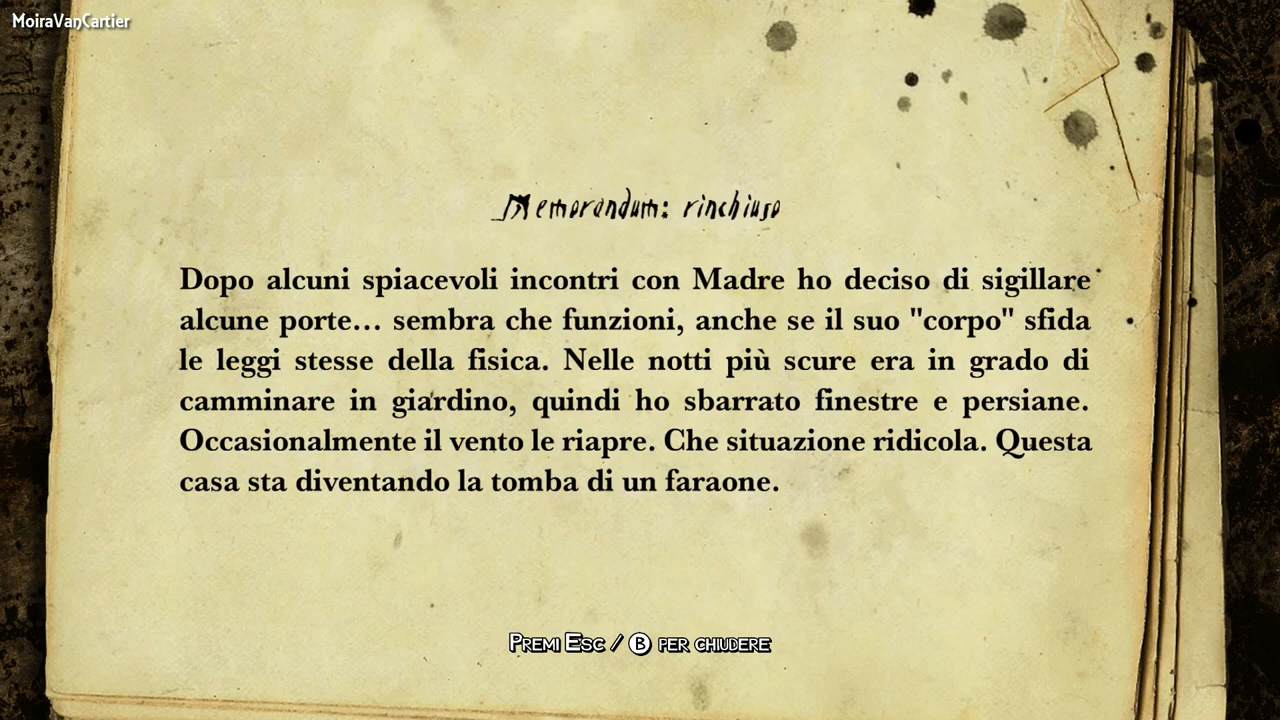 MoiraVanCartier
Memorandum: rinchiuso
Dopo alcuni spiacevoli incontri con Madre ho deciso di sigillare
alcune porte... sembra che funzioni, anche se il suo "corpo" sfida
le leggi stesse della fisica. Nelle notti più scure era in grado di
camminare in giardino, quindi ho sbarrato finestre e persiane.
Occasionalmente il vento le riapre. Che situazione ridicola. Questa
casa sta diventando la tomba di un faraone.
Premi Esc / B per chiudere